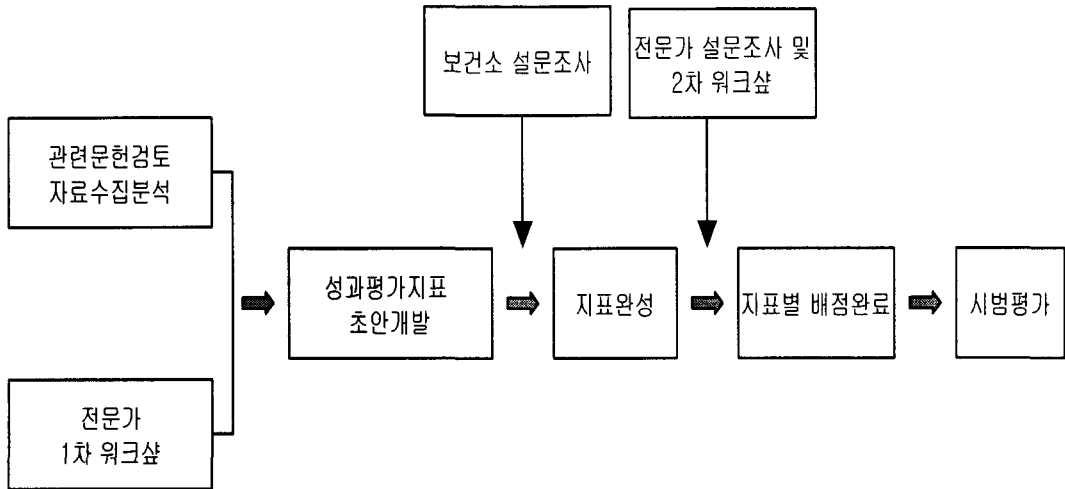 보건소 설문조사
전문가 설문조사 및
2차 워크샾
관련문헌검토
자료수집분석
성과평가지표
초안개발
지표완성
지표별 배점완료
시범평가
전문가
1차 워크샾